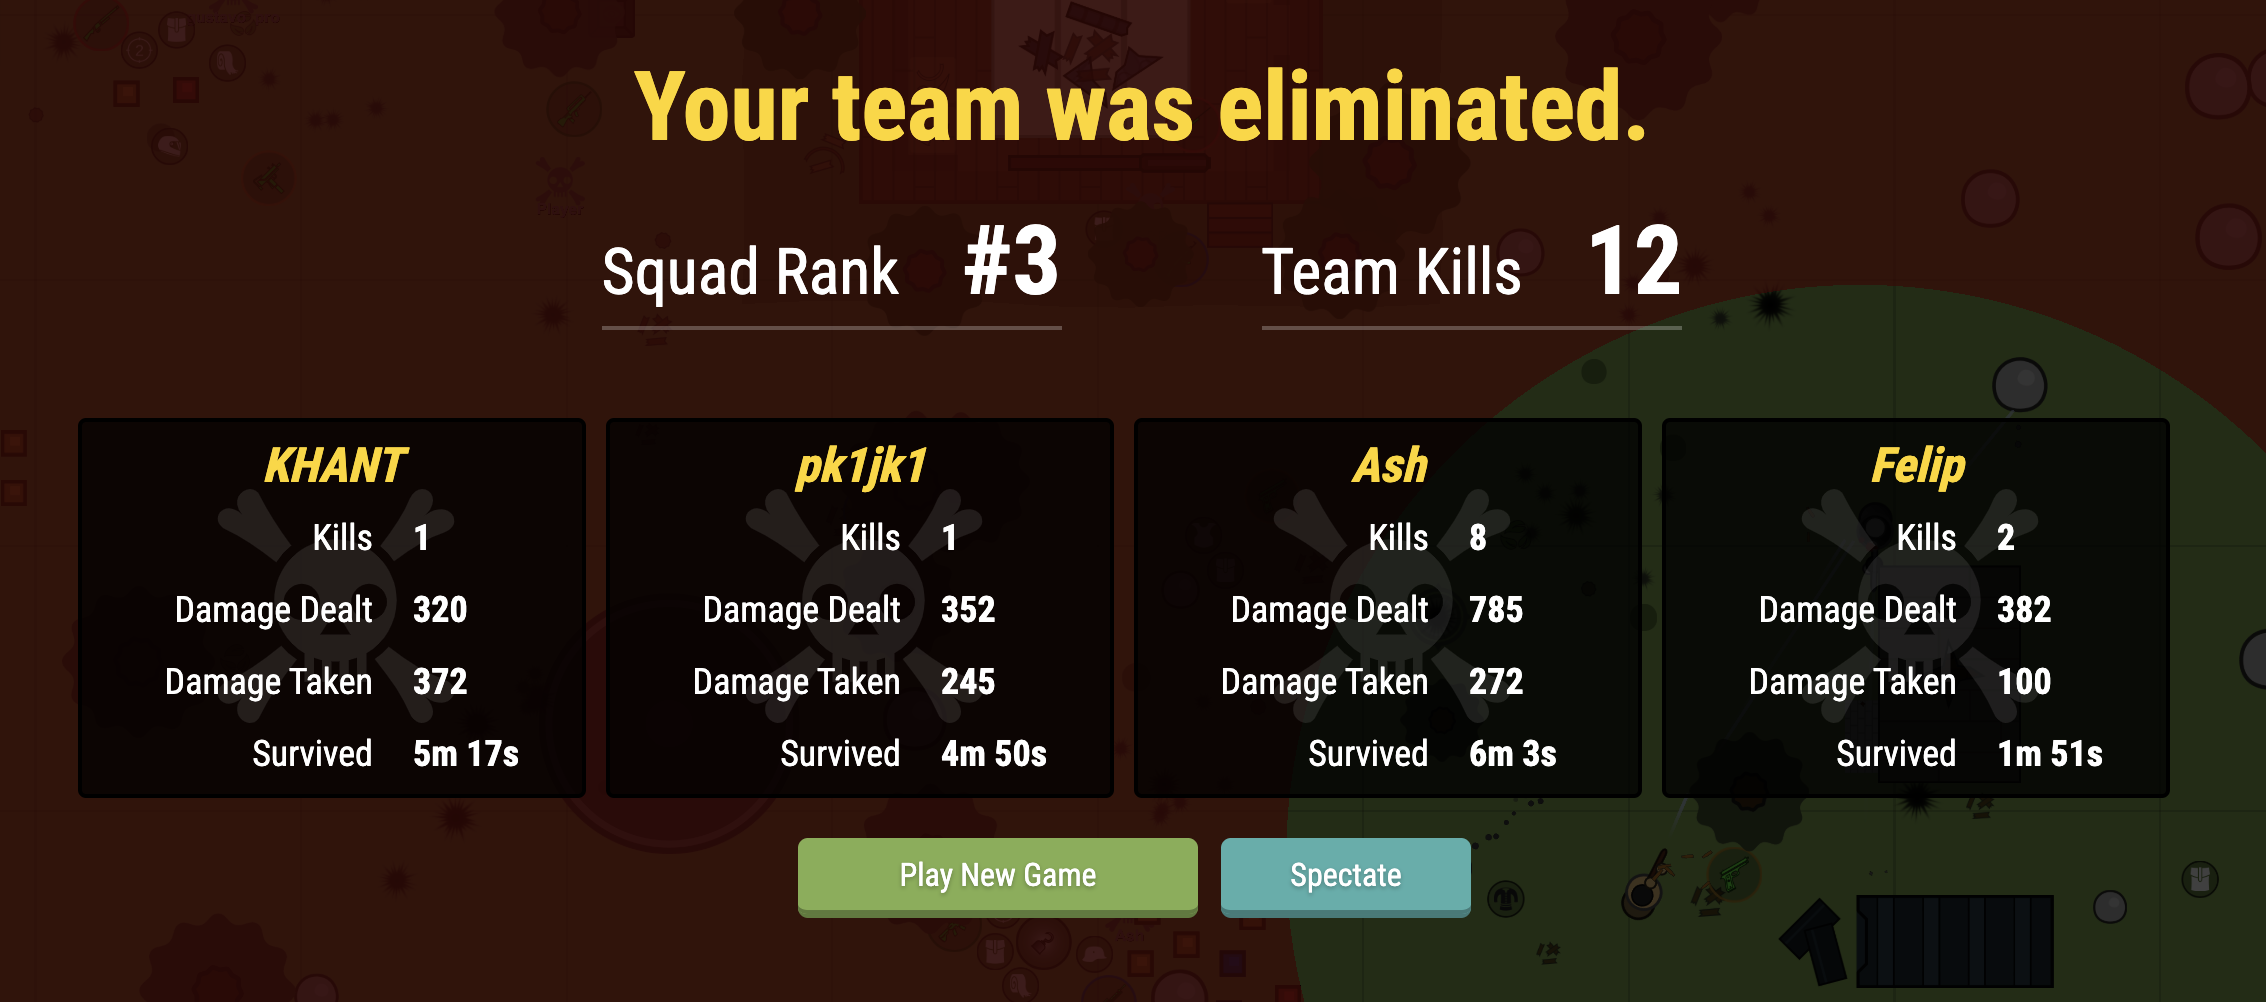 Your team was eliminated.
Squad Rank #3
Team Kills 12
KHANT
Kills 1
Damage Dealt 320
Damage Taken 372
Survived 5m 17s
pk1jk1
Kills 1
Damage Dealt 352
Damage Taken 245
Survived 4m 50s
Ash
Kills 8
Damage Dealt 785
Damage Taken 272
Survived 6m 3s
Felip
Kills 2
Damage Dealt 382
Damage Taken 100
Survived 1m 51s
Play New Game
Spectate
Player